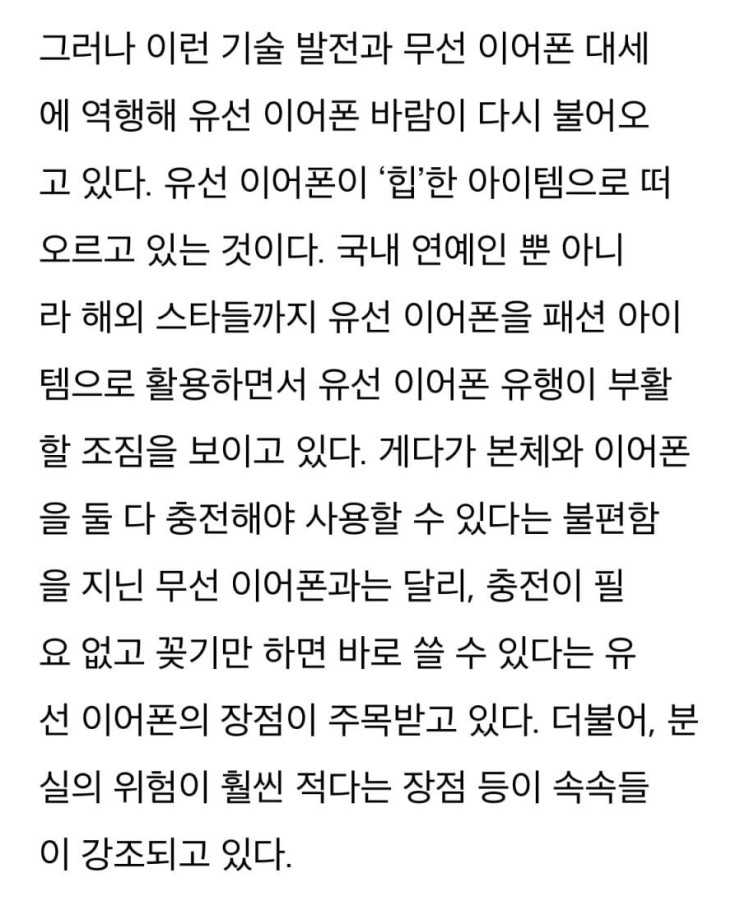 그러나 이런 기술 발전과 무선 이어폰 대세
에 역행해 유선 이어폰 바람이 다시 불어오
고 있다. 유선 이어폰이 ‘힙’한 아이템으로 떠
오르고 있는 것이다. 국내 연예인 뿐 아니
라 해외 스타들까지 유선 이어폰을 패션 아이
템으로 활용하면서 유선 이어폰 유행이 부활
할 조짐을 보이고 있다. 게다가 본체와 이어폰
을 둘 다 충전해야 사용할 수 있다는 불편함
을 지닌 무선 이어폰과는 달리, 충전이 필
요 없고 꽂기만 하면 바로 쓸 수 있다는 유
선 이어폰의 장점이 주목받고 있다. 더불어, 분
실의 위험이 훨씬 적다는 장점 등이 속속들
이 강조되고 있다.